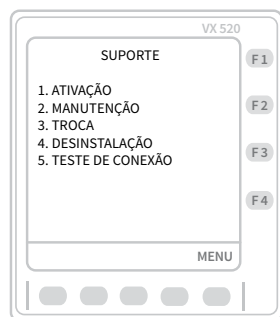 VX 520
SUPORTE
F1
1. ATIVAÇÃO
2. MANUTENÇÃO
F2
3. TROCA
4. DESINSTALAÇÃO
5. TESTE DE CONEXÃO
F3
F4
MENU